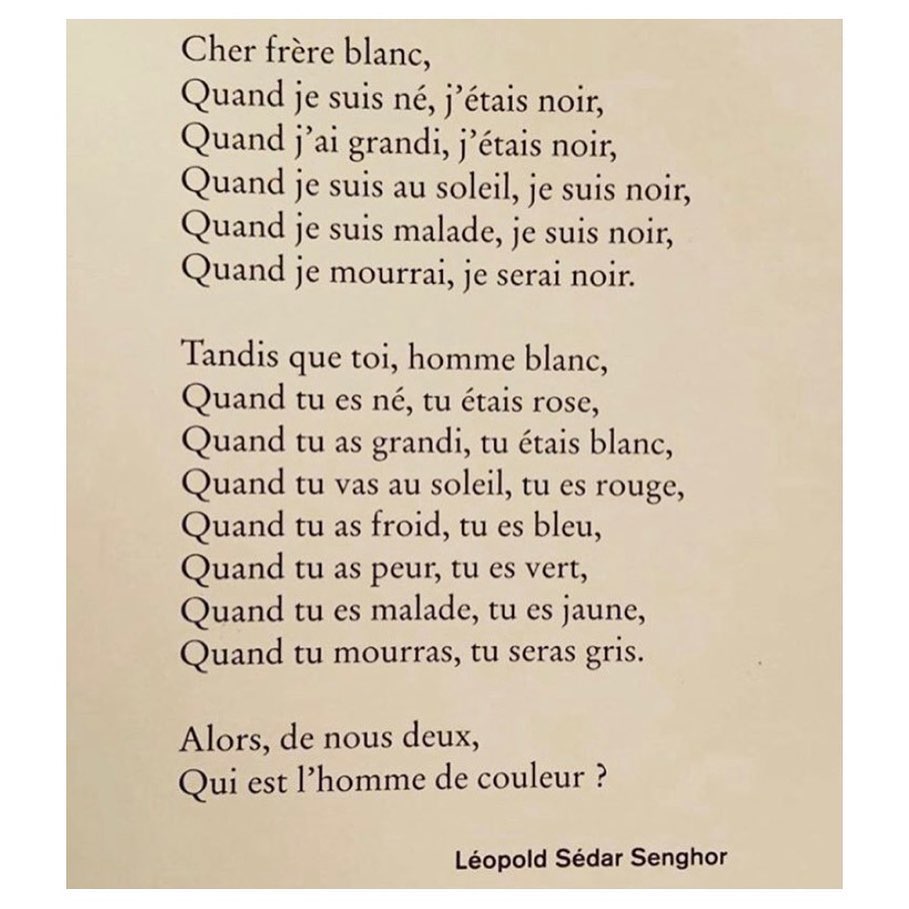 Cher frère blanc,
Quand je suis né, j’étais noir,
Quand j’ai grandi, j’étais noir,
Quand je suis au soleil, je suis noir,
Quand je suis malade, je suis noir,
Quand je mourrai, je serai noir.
Tandis que toi, homme blanc,
Quand tu es né, tu étais rose,
Quand tu as grandi, tu étais blanc,
Quand tu vas au soleil, tu es rouge,
Quand tu as froid, tu es bleu,
Quand tu as peur, tu es vert,
Quand tu es malade, tu es jaune,
Quand tu mourras, tu seras gris.
Alors, de nous deux,
Qui est l’homme de couleur ?
Léopold Sédar Senghor